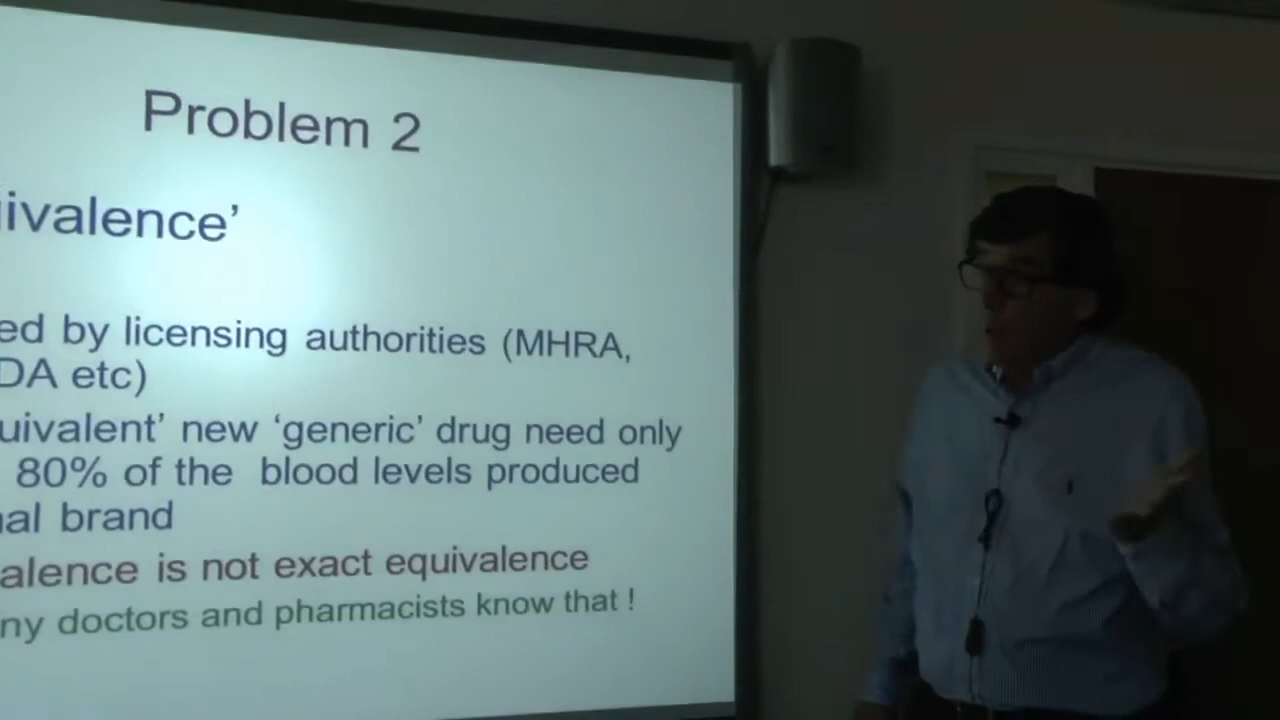 Problem 2
ivalence’
ed by licensing authorities (MHRA,
DA etc)
uivalent’ new ‘generic’ drug need only
80% of the blood levels produced
al brand
alence is not exact equivalence
ny doctors and pharmacists know that !